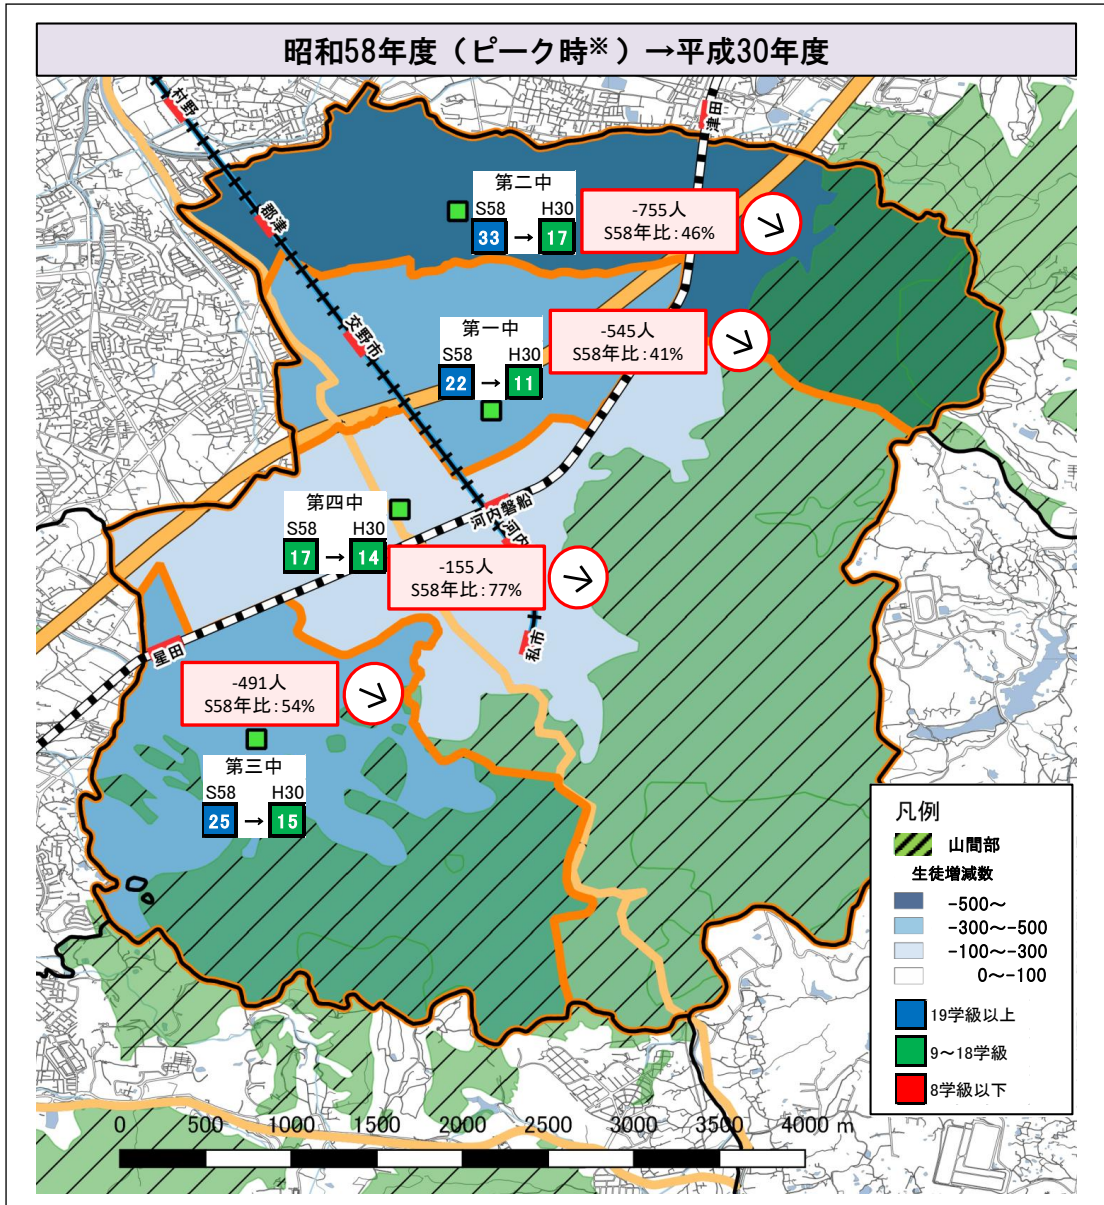 昭和58年度（ピーク時※）→平成30年度
村野
津田
郡津
第二中
S58 H30
33 → 17
-755人
S58年比：46%
交野市
第一中
S58 H30
22 → 11
-545人
S58年比：41%
第四中
S58 H30
17 → 14
河内磐船
河内
-155人
S58年比：77%
星田
私市
-491人
S58年比：54%
第三中
S58 H30
25 → 15
凡例
山間部
生徒増減数
-500～
-300～-500
-100～-300
0～-100
19学級以上
9～18学級
8学級以下
0 500 1000 1500 2000 2500 3000 3500 4000 m